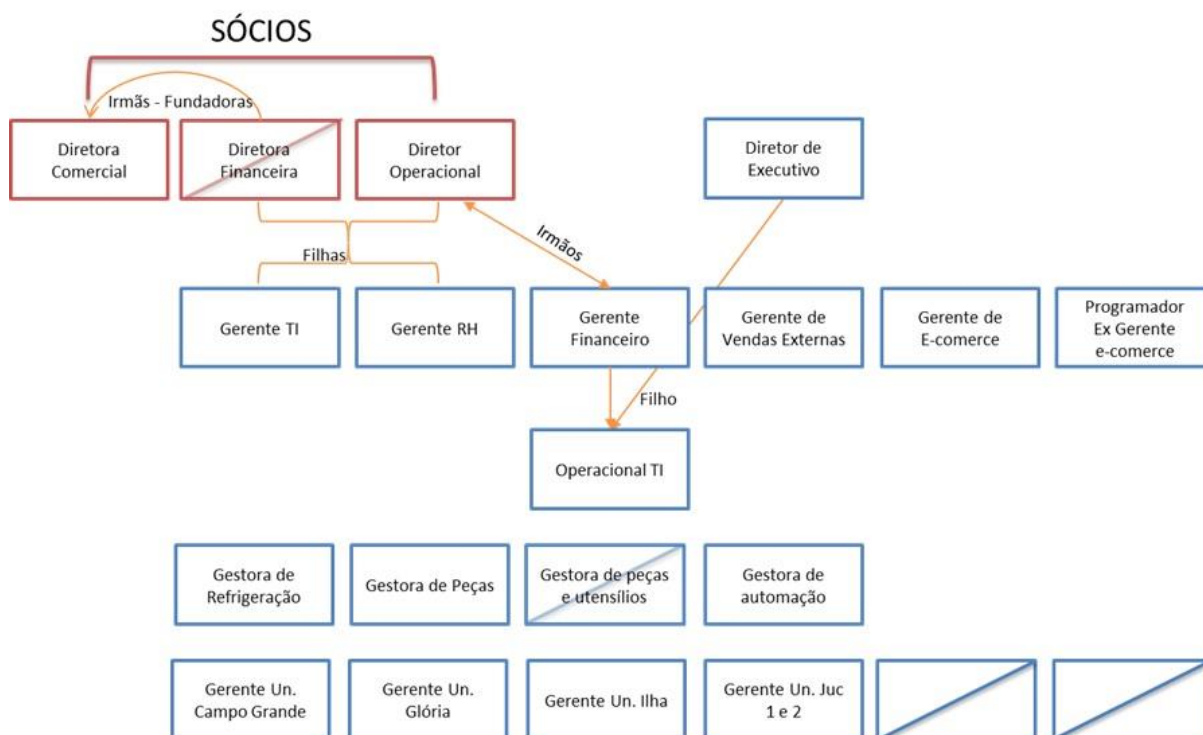 SÓCIOS
Irmãs - Fundadoras
Diretora
Comercial
Diretora
Financeira
Diretor
Operacional
Diretor de
Executivo
Filhas
Irmãos
Gerente TI
Gerente RH
Gerente
Financeiro
Gerente de
Vendas Externas
Gerente de
E-comerce
Programador
Ex Gerente
e-comerce
Filho
Operacional TI
Gestora de
Refrigeração
Gestora de Peças
Gestora de peças
e utensílios
Gestora de
automação
Gerente Un.
Campo Grande
Gerente Un.
Glória
Gerente Un. Ilha
Gerente Un. Juc
1 e 2